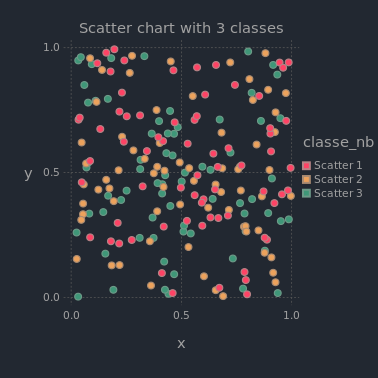 Scatter chart with 3 classes
1.0
0.5
0.0
y
0.0
0.5
1.0
x
classe_nb
Scatter 1
Scatter 2
Scatter 3